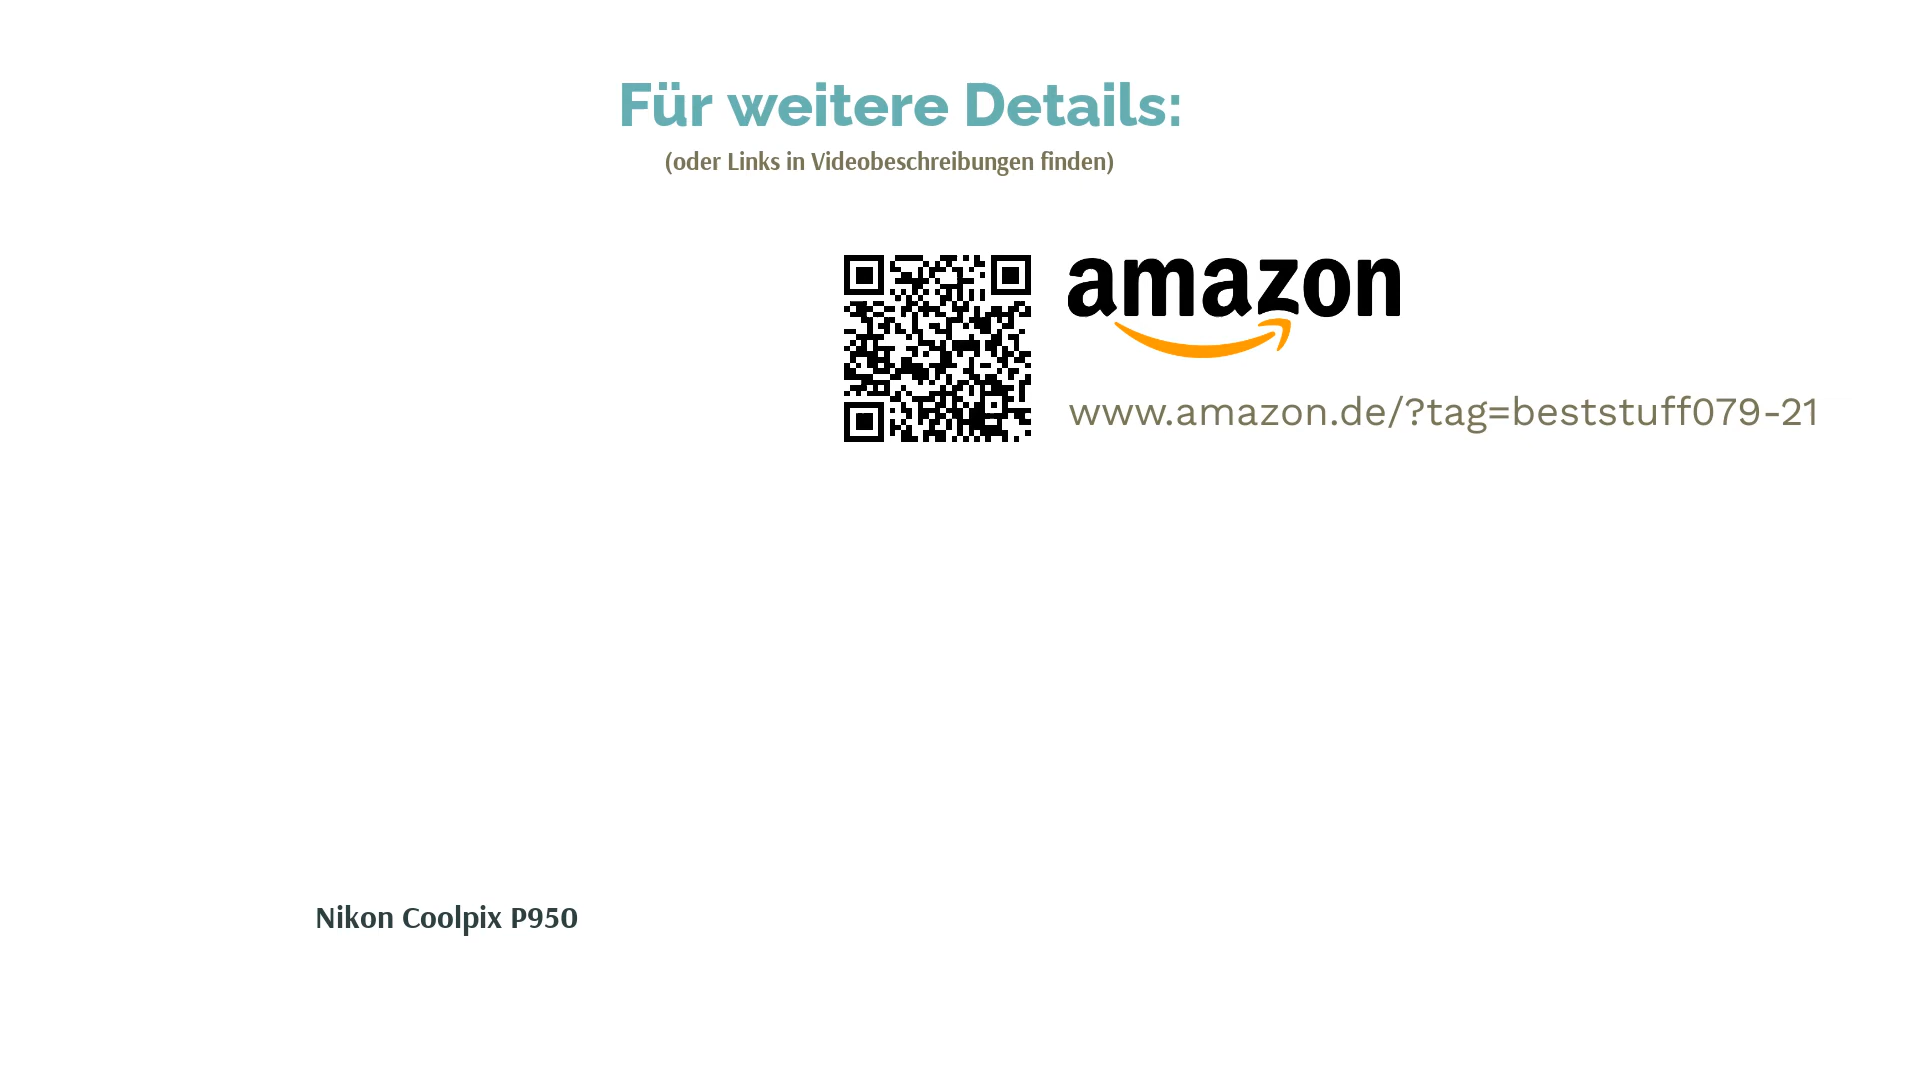 Für weitere Details:
(oder Links in Videobeschreibungen finden)
amazon
www.amazon.de/?tag=beststuff079-21
Nikon Coolpix P950